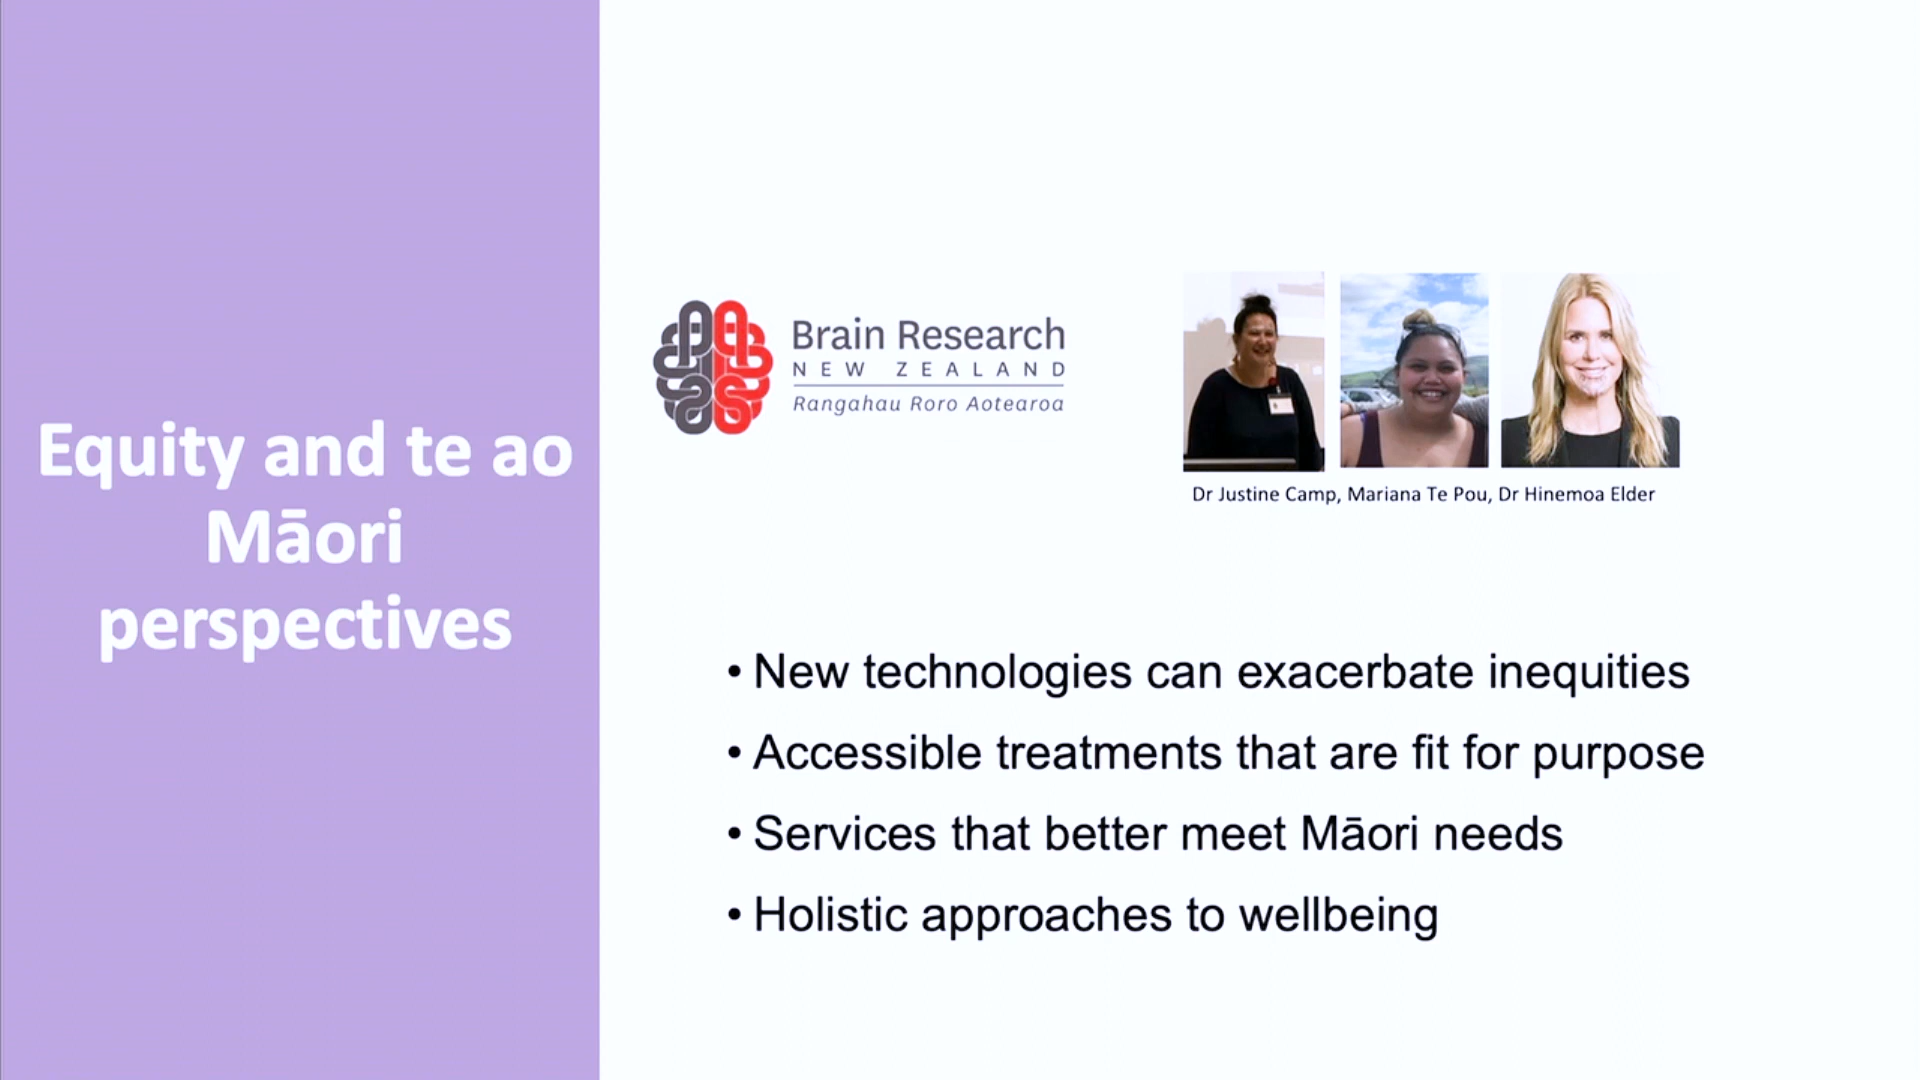 Equity and te ao
Māori
perspectives
Brain Research
NEW ZEALAND
Rangahau Roro Aotearoa
Dr Justine Camp, Mariana Te Pou, Dr Hinemoa Elder
• New technologies can exacerbate inequities
• Accessible treatments that are fit for purpose
• Services that better meet Māori needs
• Holistic approaches to wellbeing